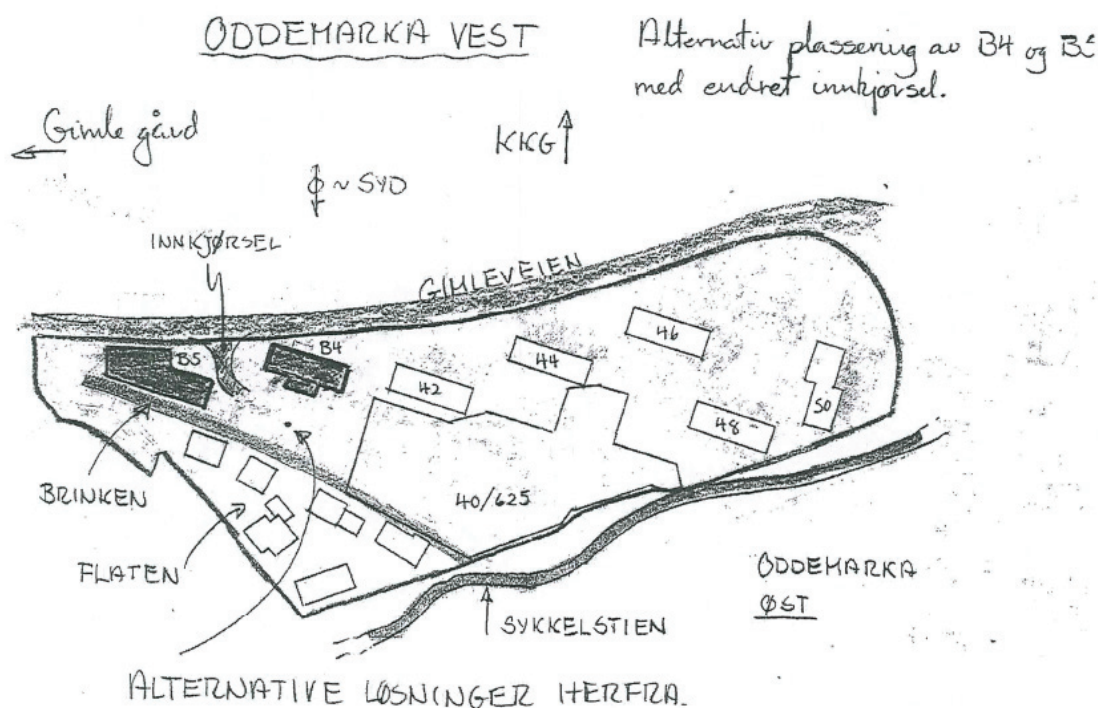 ODDEMARKA VEST
Alternativ plassering av B4 og
med endret innkjørsel.
Gimle gård
KKG
Ø ~ SYD
INNKJØRSEL
GIMLEVEIEN
B5
B4
42
44
46
48
50
40/625
BRINKEN
FLATEN
SYKKELSTIEN
ODDEMARKA
ØST
ALTERNATIVE LØSNINGER HERFRA.